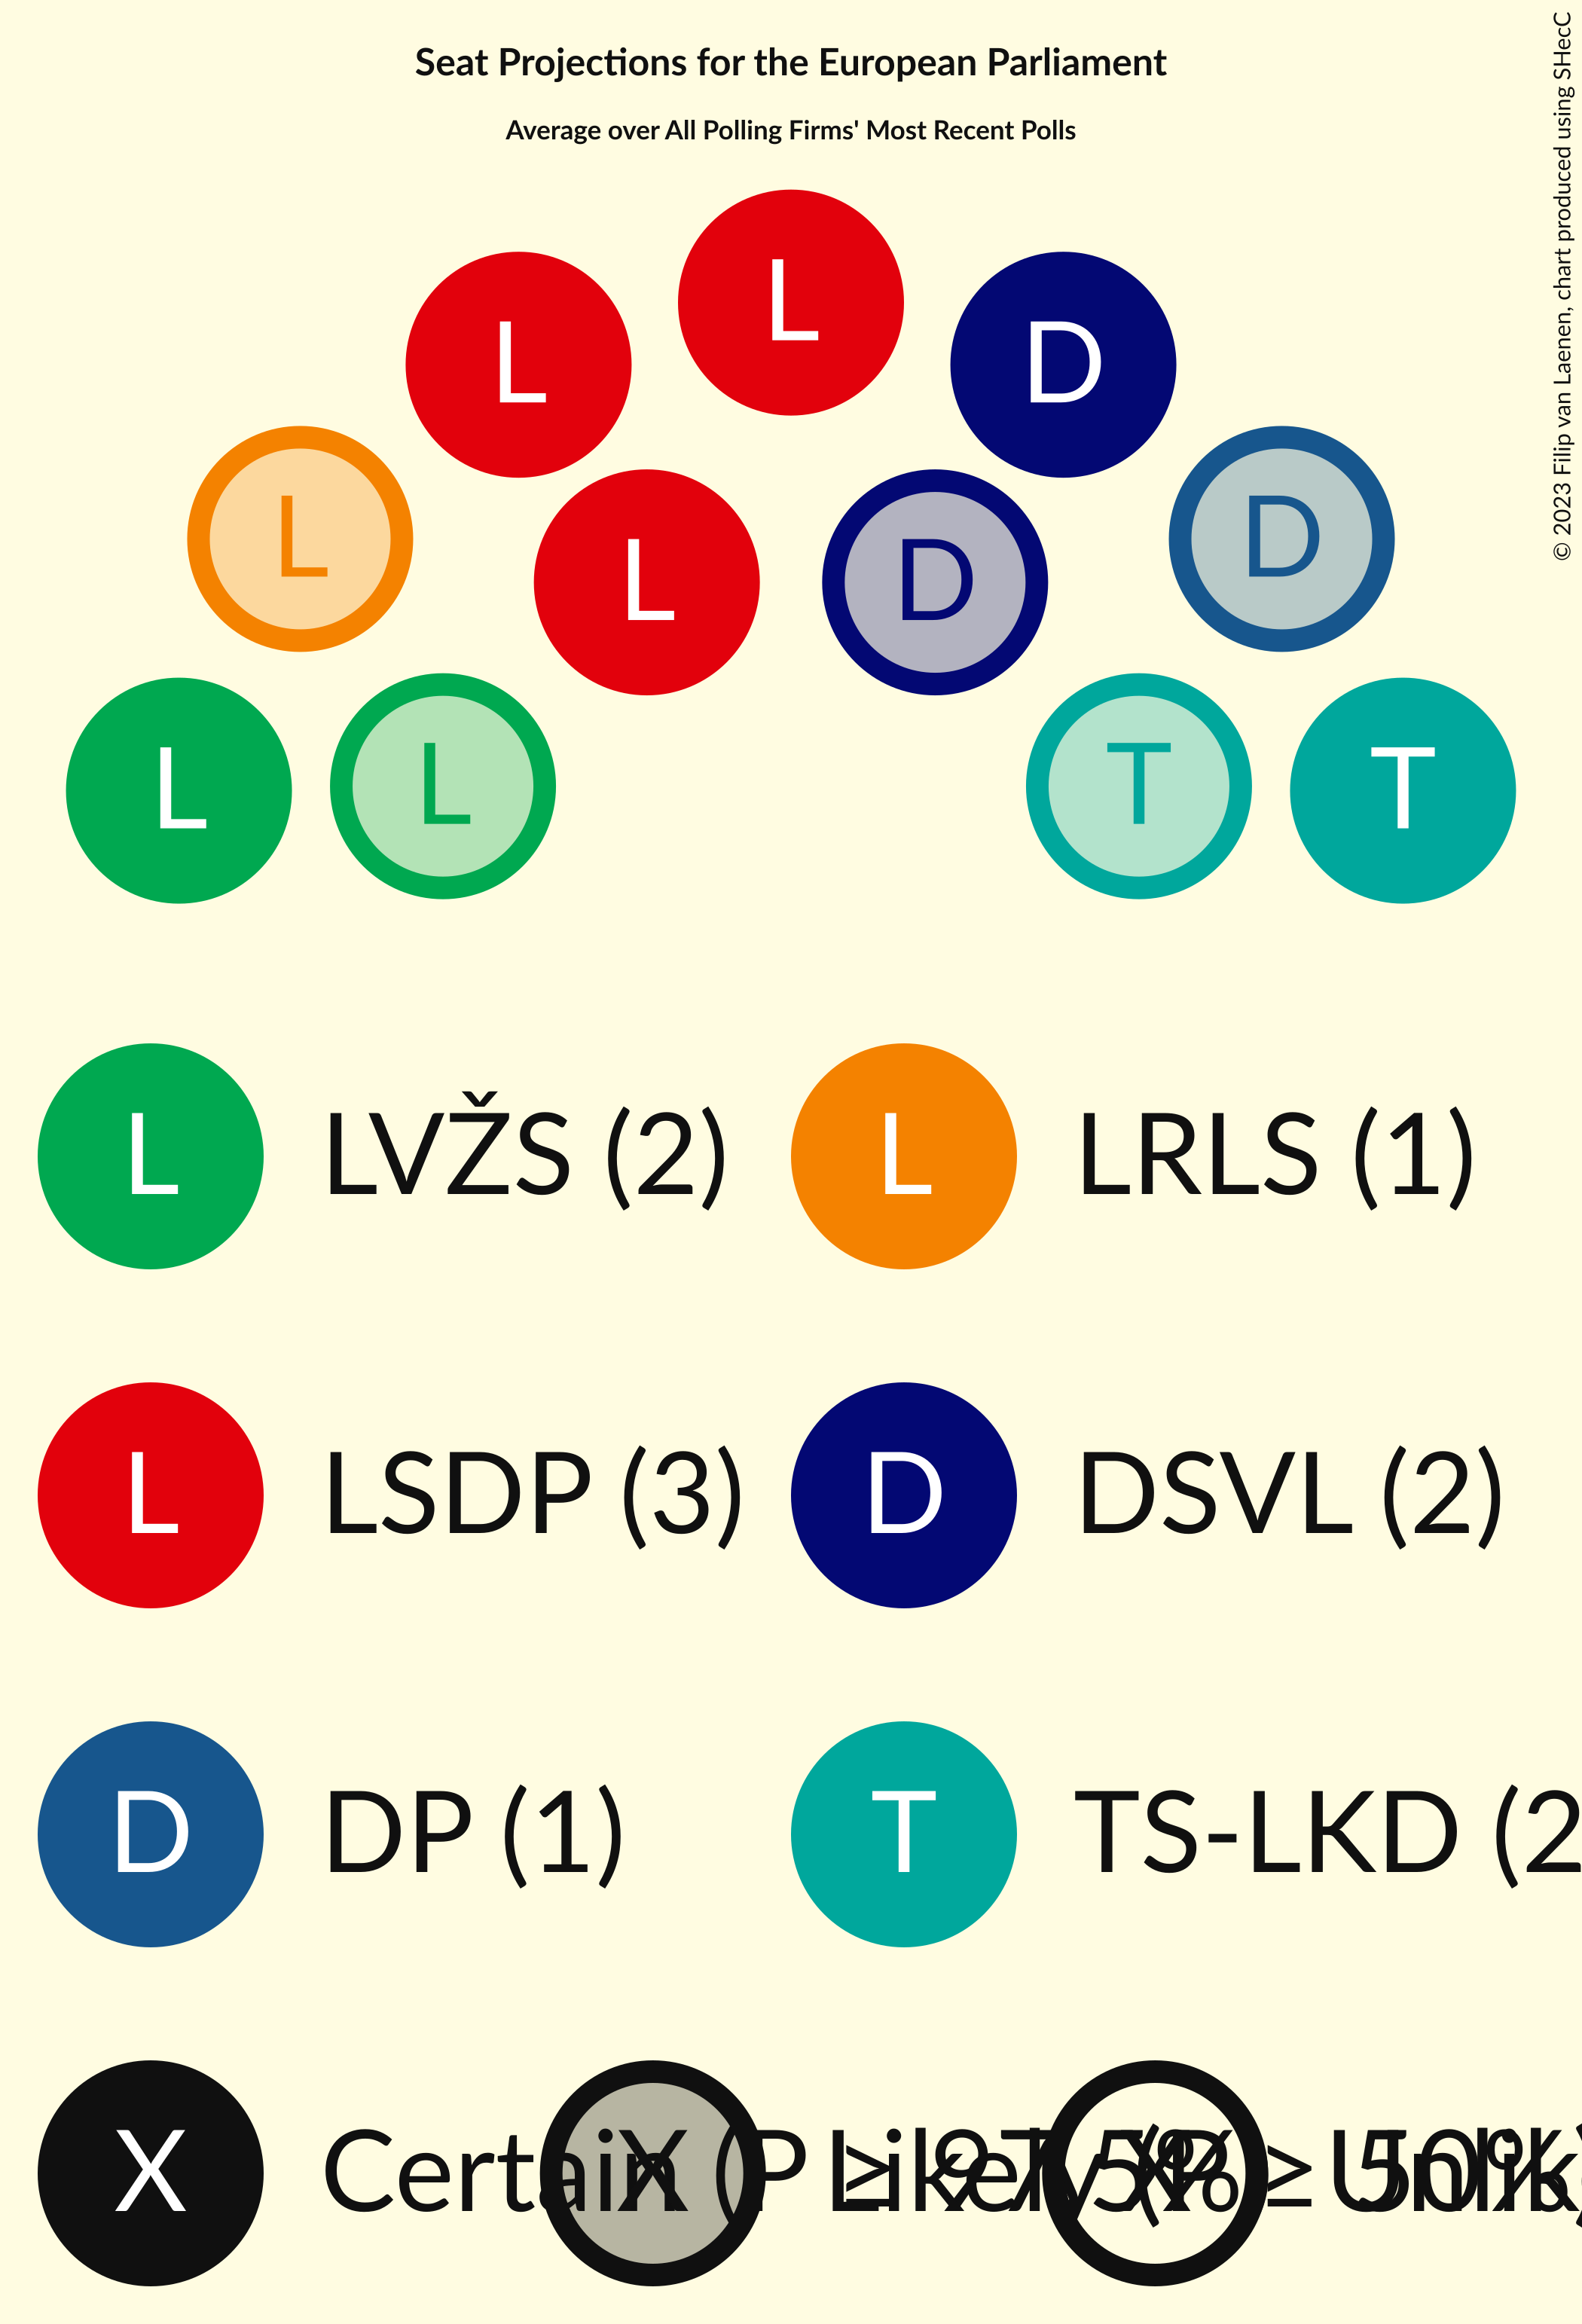 Seat Projections for the European Parliament
Average over All Polling Firms' Most Recent Polls
© 2023 Filip van Laenen, chart produced using SHecC
L
L
D
L
D
L
D
L
L
T
T
L LVŽS (2) L LRLS (1)
L LSDP (3) D DSVL (2)
D DP (1) T TS-LKD (2
X Certain (P ≥ 97,5% X Likely (P ≥ 50% X